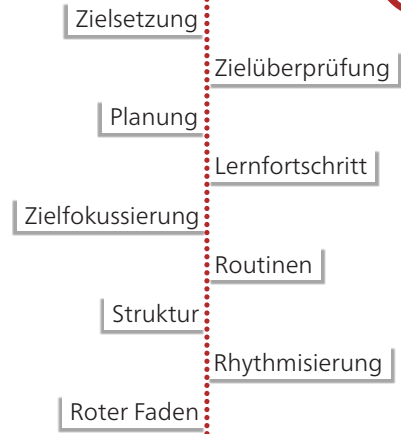 Zielsetzung
Zielüberprüfung
Planung
Lernfortschritt
Zielfokussierung
Routinen
Struktur
Rhythmisierung
Roter Faden